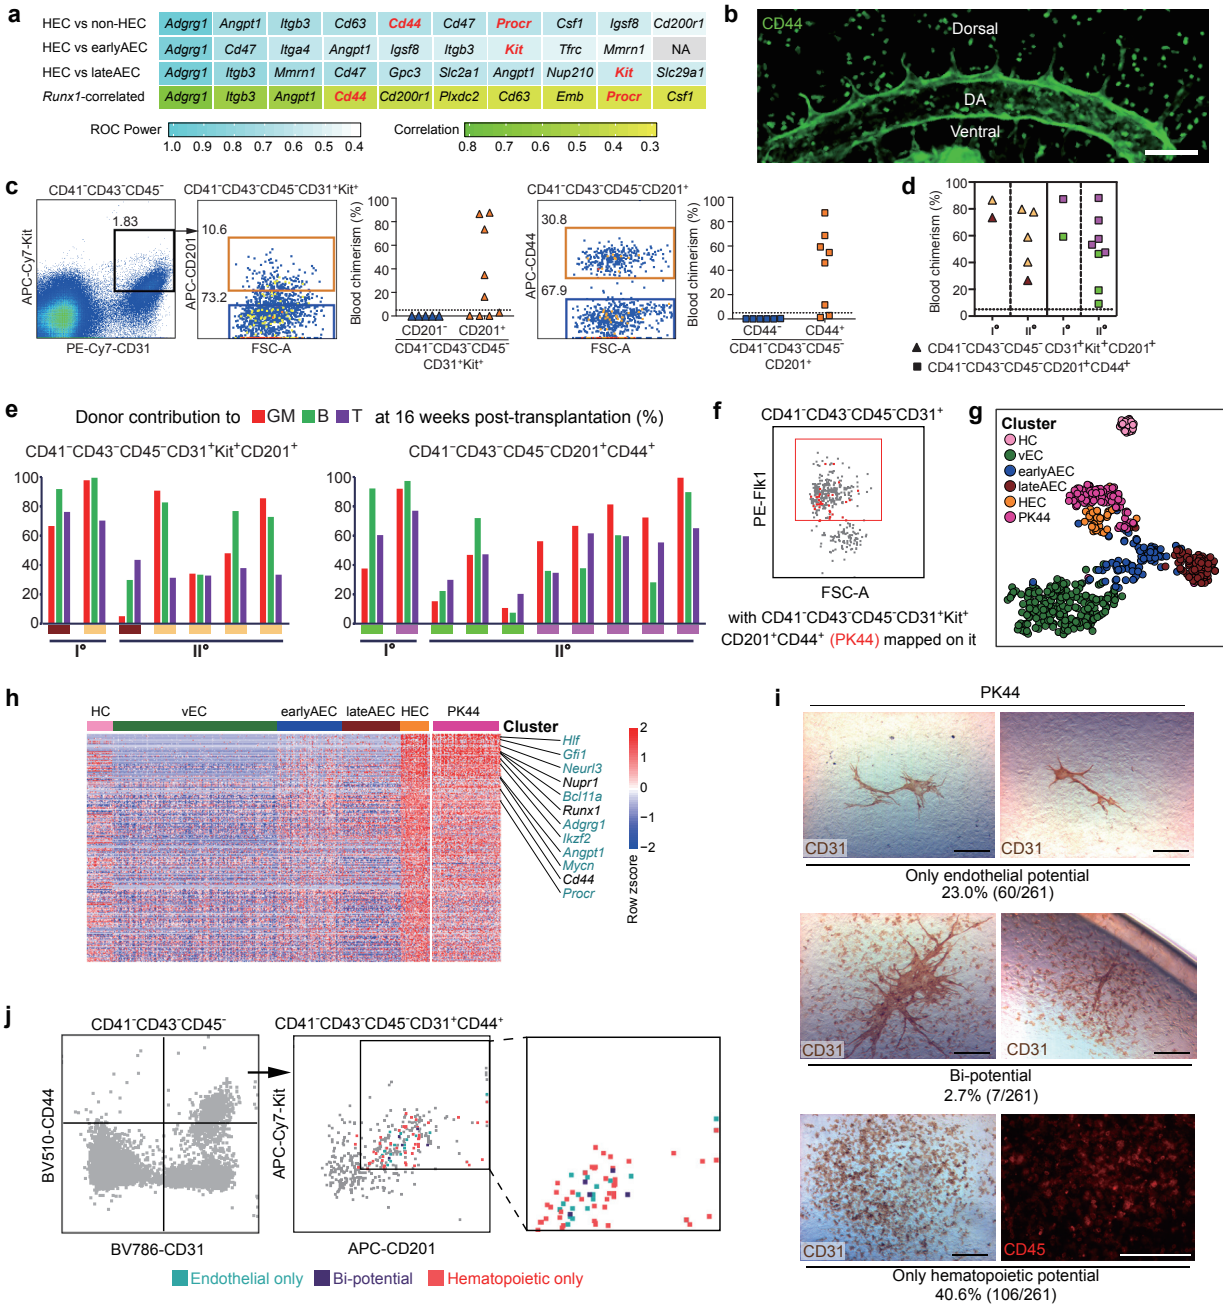 a
HEC vs non-HEC Adgrg1 Angpt1 Itgb3 Cd63 Cd44 Cd47 Procr Csf1 Igsf8 Cd200r1
HEC vs earlyAEC Adgrg1 Cd47 Itga4 Angpt1 Igsf8 Itgb3 Kit Tfrc Mmrn1 NA
HEC vs lateAEC Adgrg1 Itgb3 Mmrn1 Cd47 Gpc3 Slc2a1 Angpt1 Nup210 Kit Slc29a1
Runx1-correlated Adgrg1 Itgb3 Angpt1 Cd44 Cd200r1 Plxdc2 Cd63 Emb Procr Csf1
ROC Power
1.0 0.9 0.8 0.7 0.6 0.5 0.4
Correlation
0.8 0.7 0.6 0.5 0.4 0.3
b
CD44
Dorsal
DA
Ventral
c
CD41⁻CD43⁻CD45⁻
1.83
APC-Cy7-Kit
PE-Cy7-CD31
CD41⁻CD43⁻CD45⁻CD31⁺Kit⁺
10.6
73.2
APC-CD201
FSC-A
Blood chimerism (%)
100
80
60
40
20
0
CD201⁻ CD201⁺
CD41⁻CD43⁻CD45⁻
CD31⁺Kit⁺
CD41⁻CD43⁻CD45⁻CD201⁺
30.8
67.9
APC-CD44
FSC-A
Blood chimerism (%)
100
80
60
40
20
0
CD44⁻ CD44⁺
CD41⁻CD43⁻CD45⁻
CD201⁺
d
Blood chimerism (%)
100
80
60
40
20
0
I° II° I° II°
CD41⁻CD43⁻CD45⁻CD31⁺Kit⁺CD201⁺
CD41⁻CD43⁻CD45⁻CD201⁺CD44⁺
e
Donor contribution to GM B T at 16 weeks post-transplantation (%)
CD41⁻CD43⁻CD45⁻CD31⁺Kit⁺CD201⁺
100
80
60
40
20
0
I° II°
CD41⁻CD43⁻CD45⁻CD201⁺CD44⁺
100
80
60
40
20
0
I° II°
f
CD41⁻CD43⁻CD45⁻CD31⁺
PE-Flk1
FSC-A
with CD41⁻CD43⁻CD45⁻CD31⁺Kit⁺
CD201⁺CD44⁺ (PK44) mapped on it
g
Cluster
HC
vEC
earlyAEC
lateAEC
HEC
PK44
h
HC vEC earlyAEC lateAEC HEC PK44
Cluster
Hlf
Gfi1
Neurl3
Nupr1
Bcl11a
Runx1
Adgrg1
Ikzf2
Angpt1
Mycn
Cd44
Procr
2
1
0
−1
−2
Row zscore
i
PK44
CD31 CD31
Only endothelial potential
23.0% (60/261)
CD31 CD31
Bi-potential
2.7% (7/261)
CD31 CD45
Only hematopoietic potential
40.6% (106/261)
j
CD41⁻CD43⁻CD45⁻
BV510-CD44
BV786-CD31
CD41⁻CD43⁻CD45⁻CD31⁺CD44⁺
APC-Cy7-Kit
APC-CD201
Endothelial only Bi-potential Hematopoietic only